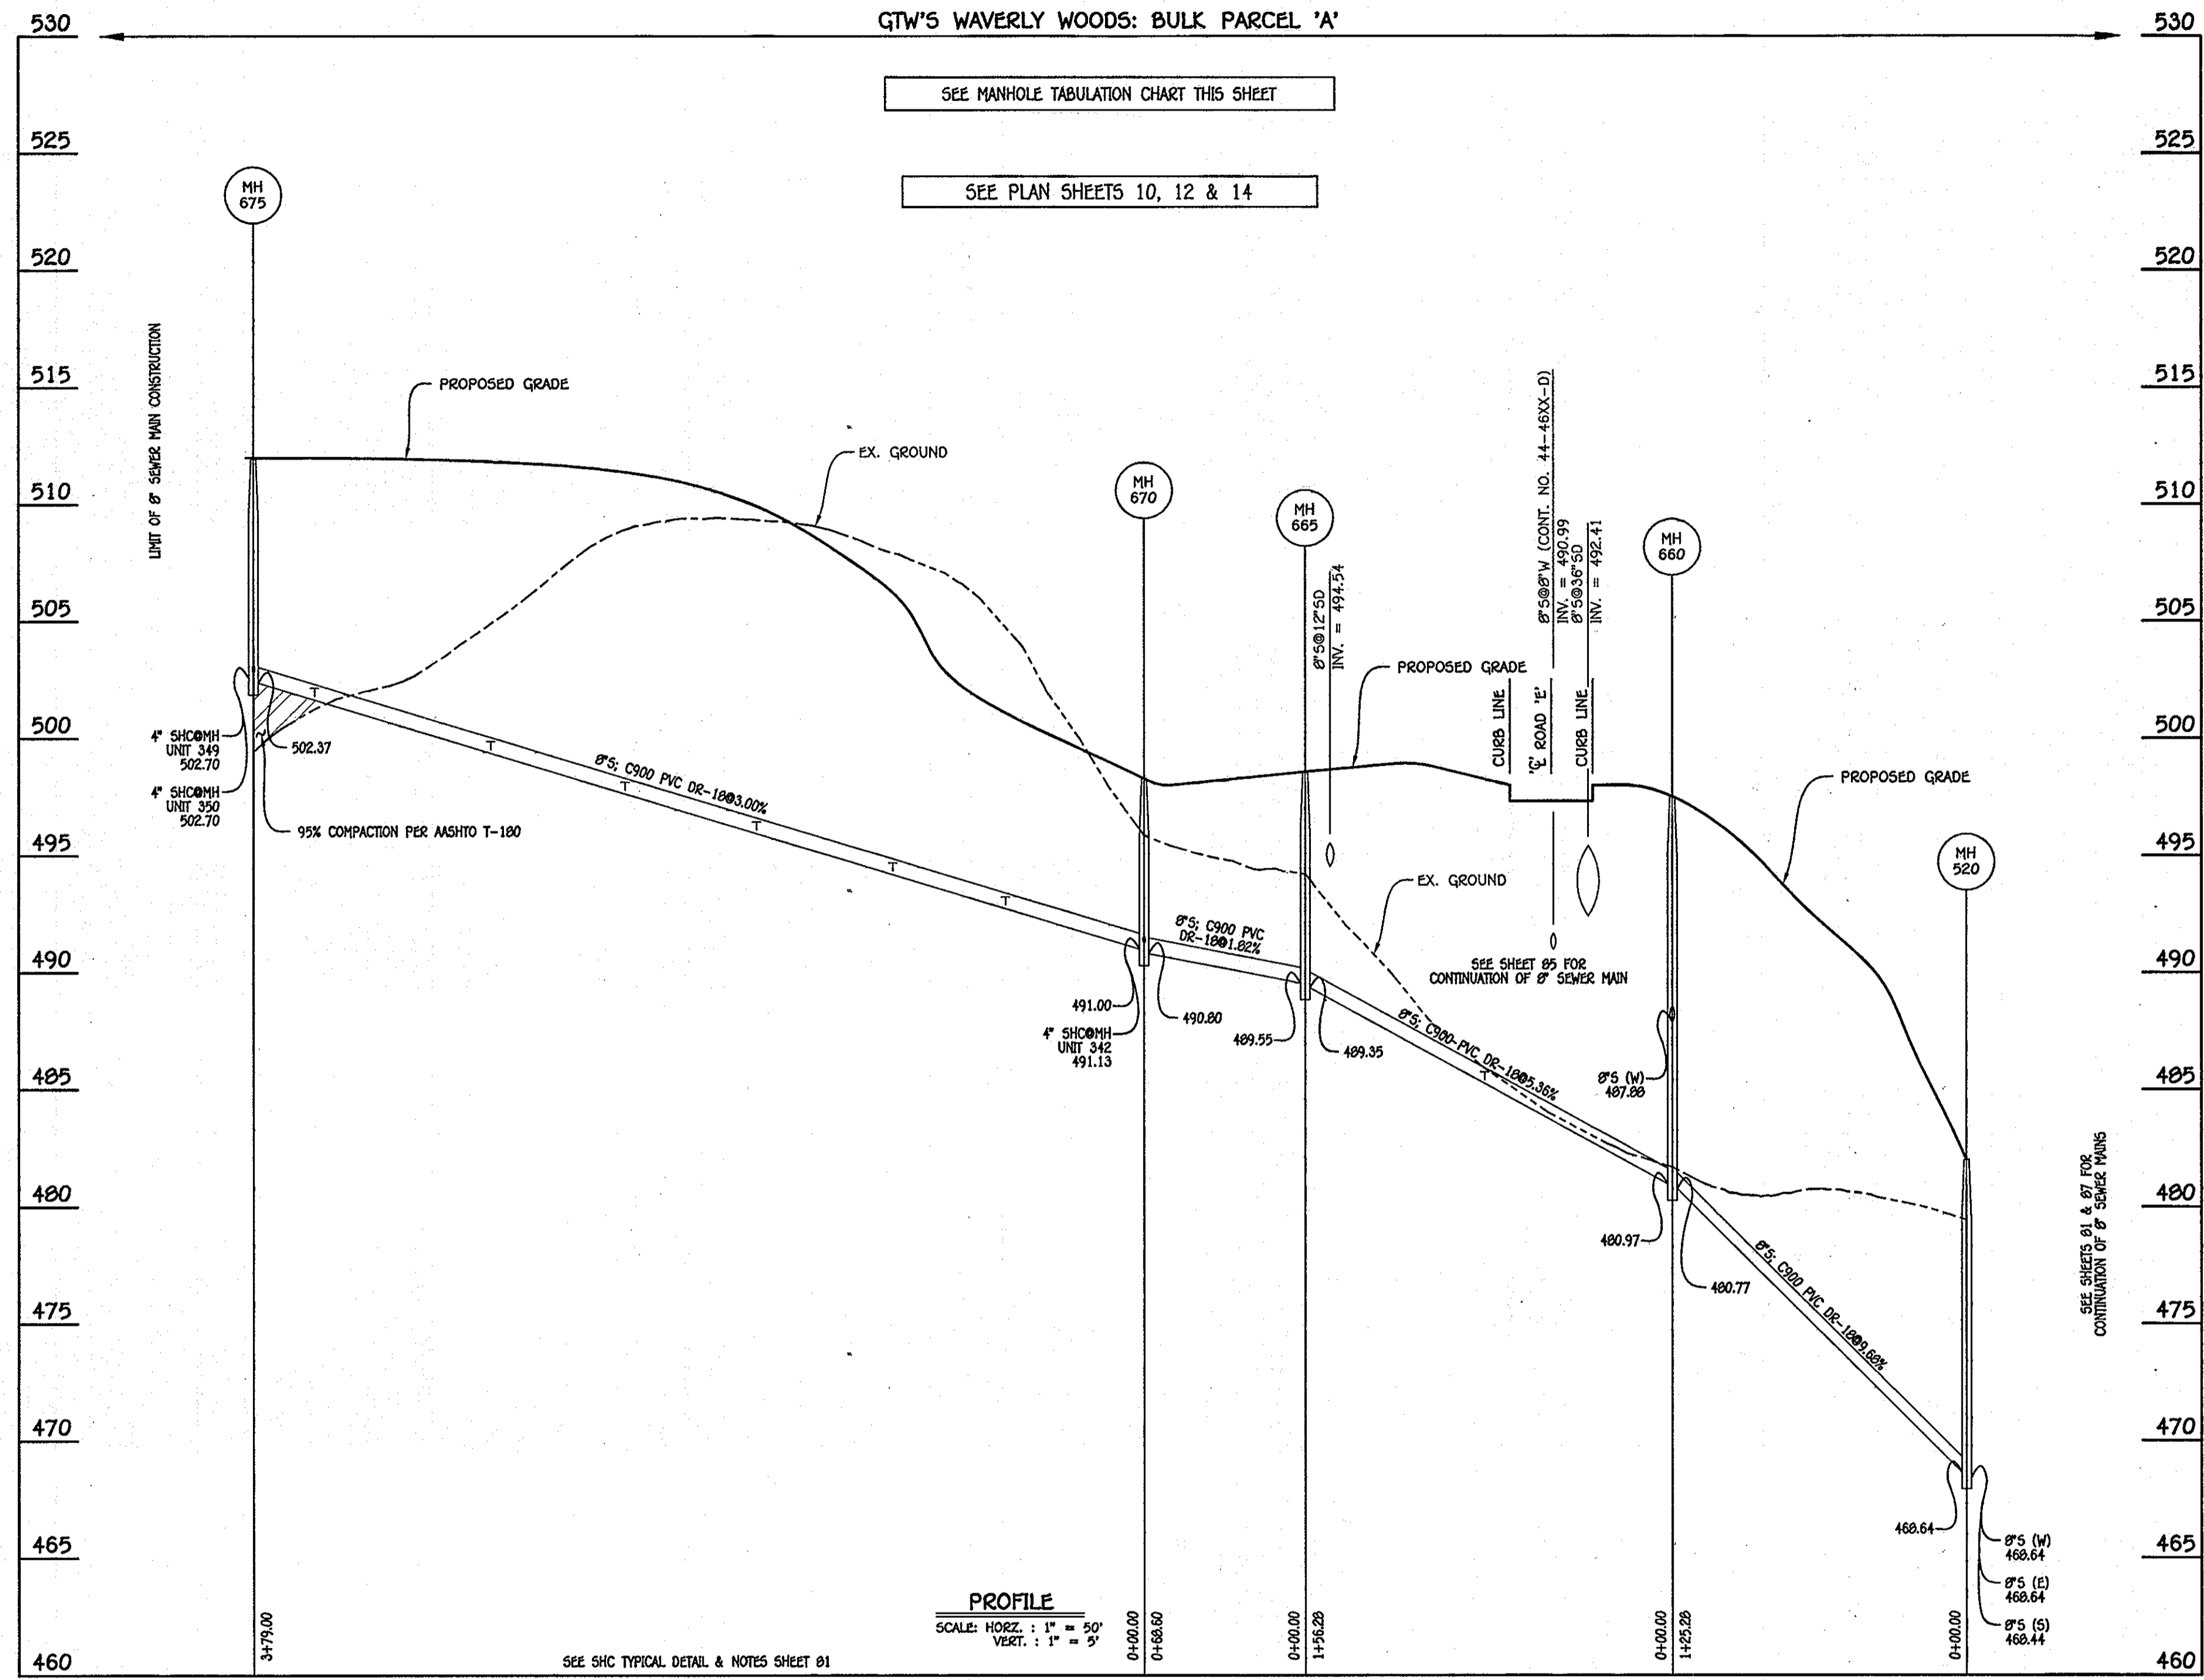 GTW'S WAVERLY WOODS: BULK PARCEL 'A'
530
530
SEE MANHOLE TABULATION CHART THIS SHEET
525
525
SEE PLAN SHEETS 10, 12 & 14
MH
675
520
520
LIMIT OF 8" SEWER MAIN CONSTRUCTION
515
515
PROPOSED GRADE
EX. GROUND
510
510
MH
670
MH
665
MH
660
8"S@12"SD
INV. = 494.54
8"S@8"W (CONT. NO. 44-46XX-D)
INV. = 490.99
8"S@36"SD
INV. = 492.41
505
505
PROPOSED GRADE
CURB LINE
'℄' ROAD 'E'
CURB LINE
500
500
4" SHC@MH
UNIT 349
502.70
502.37
4" SHC@MH
UNIT 350
502.70
95% COMPACTION PER AASHTO T-180
8"S; C900 PVC DR-18@3.00%
T
T
T
T
T
T
PROPOSED GRADE
495
495
MH
520
EX. GROUND
8"S; C900 PVC
DR-18@1.82%
SEE SHEET 85 FOR
CONTINUATION OF 8" SEWER MAIN
490
490
491.00
490.80
4" SHC@MH
UNIT 342
491.13
489.55
489.35
8"S; C900-PVC DR-18@5.36%
T
8"S (W)
487.88
485
485
480
480
480.97
480.77
8"S; C900 PVC DR-18@9.68%
SEE SHEETS 81 & 87 FOR
CONTINUATION OF 8" SEWER MAINS
475
475
470
470
468.64
8"S (W)
468.64
8"S (E)
468.64
8"S (S)
468.44
465
465
PROFILE
SCALE: HORZ. : 1" = 50'
VERT. : 1" = 5'
3+79.00
0+00.00
0+68.60
0+00.00
1+56.28
0+00.00
1+25.28
0+00.00
SEE SHC TYPICAL DETAIL & NOTES SHEET 81
460
460